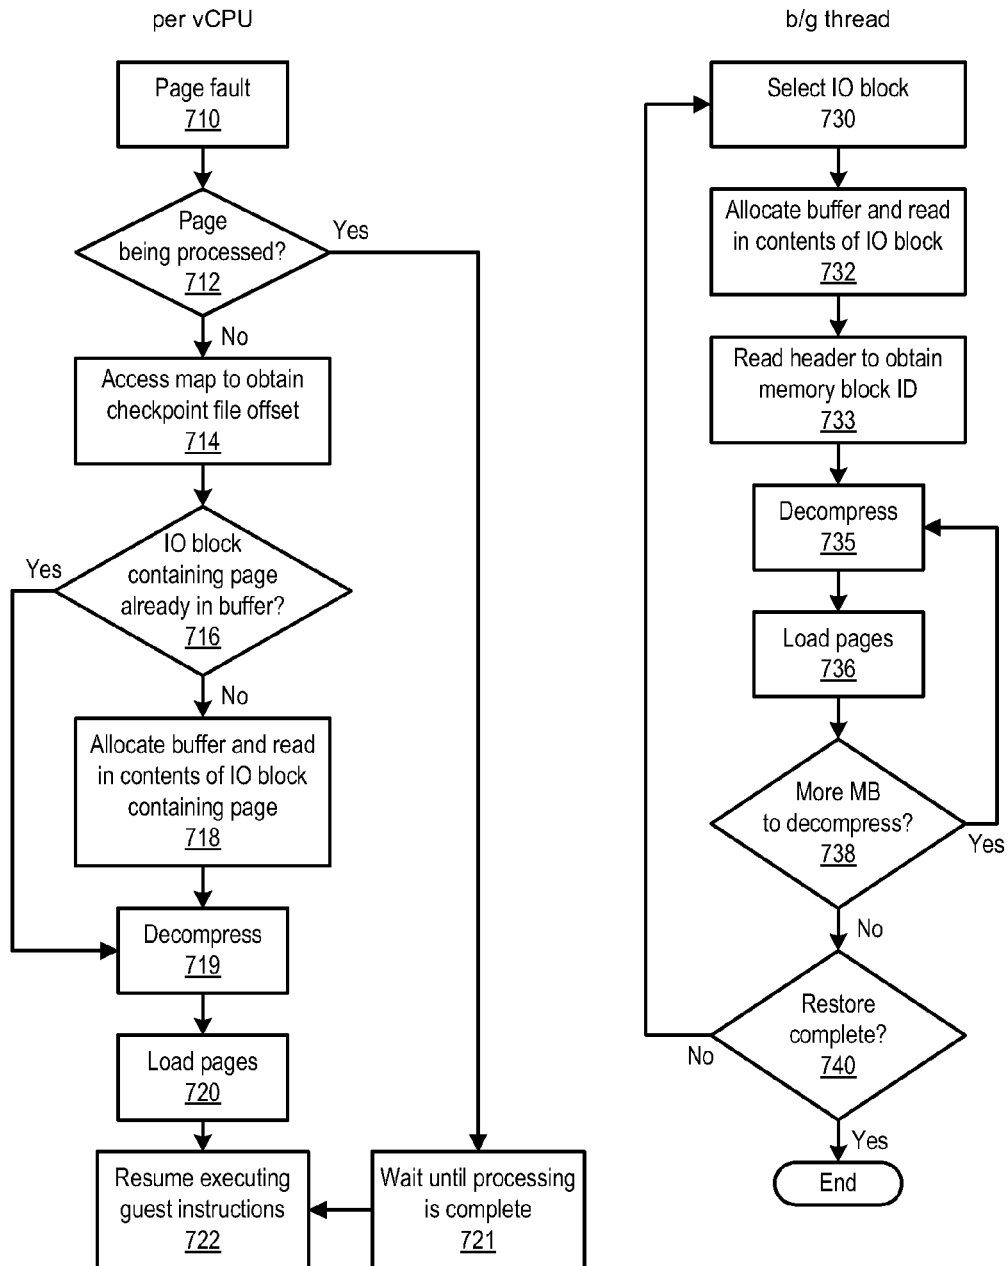 per vCPU
Page fault
710
Page
being processed?
712
Yes
No
Access map to obtain
checkpoint file offset
714
IO block
containing page
already in buffer?
716
Yes
No
Allocate buffer and read
in contents of IO block
containing page
718
Decompress
719
Load pages
720
Resume executing
guest instructions
722
Wait until processing
is complete
721
b/g thread
Select IO block
730
Allocate buffer and read
in contents of IO block
732
Read header to obtain
memory block ID
733
Decompress
735
Load pages
736
More MB
to decompress?
738
Yes
No
Restore
complete?
740
No
Yes
End